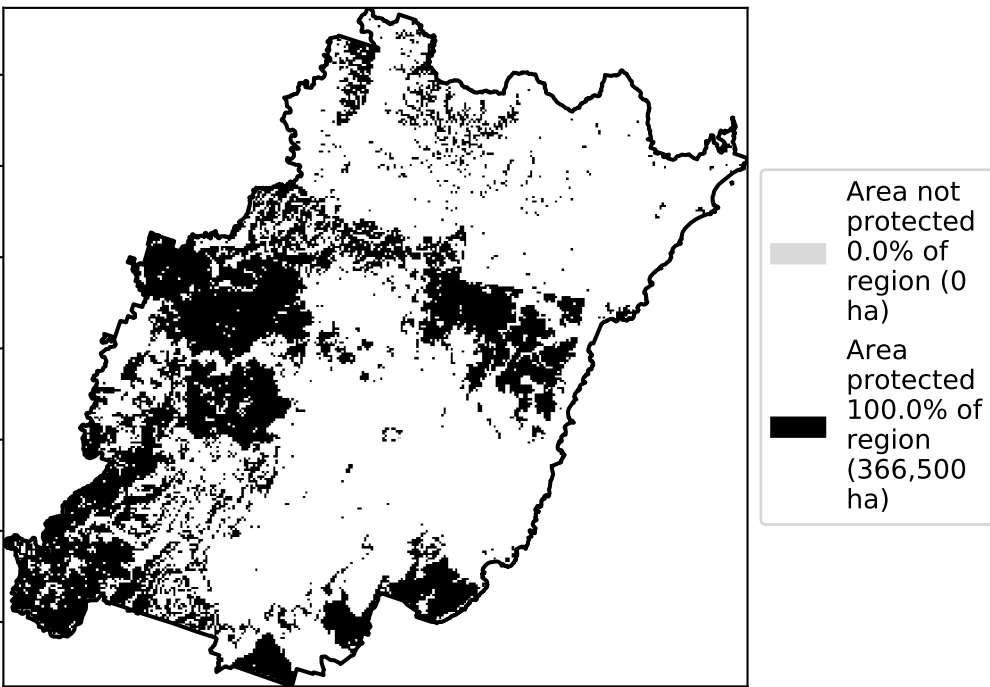 Area not
protected
0.0% of
region (0
ha)
Area
protected
100.0% of
region
(366,500
ha)